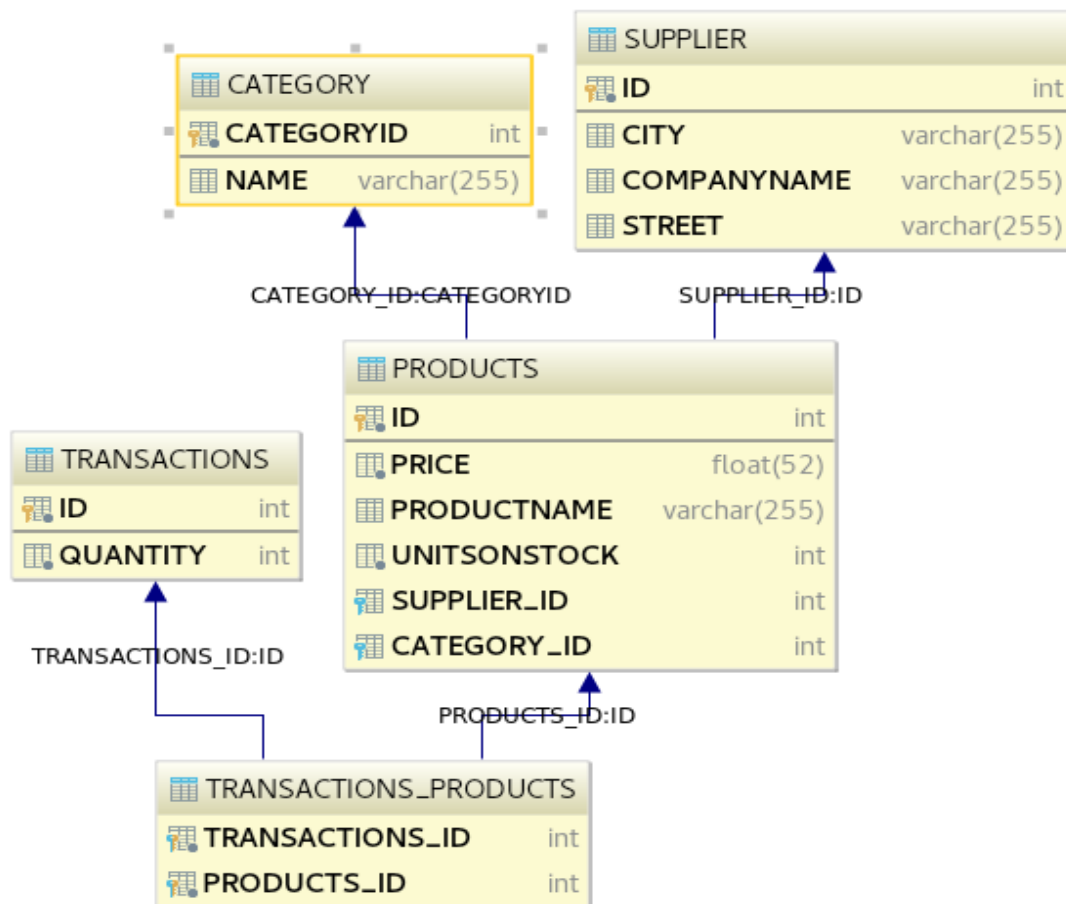 SUPPLIER
ID int
CITY varchar(255)
COMPANYNAME varchar(255)
STREET varchar(255)
CATEGORY
CATEGORYID int
NAME varchar(255)
CATEGORY_ID:CATEGORYID
SUPPLIER_ID:ID
PRODUCTS
ID int
PRICE float(52)
PRODUCTNAME varchar(255)
UNITSONSTOCK int
SUPPLIER_ID int
CATEGORY_ID int
TRANSACTIONS
ID int
QUANTITY int
TRANSACTIONS_ID:ID
PRODUCTS_ID:ID
TRANSACTIONS_PRODUCTS
TRANSACTIONS_ID int
PRODUCTS_ID int